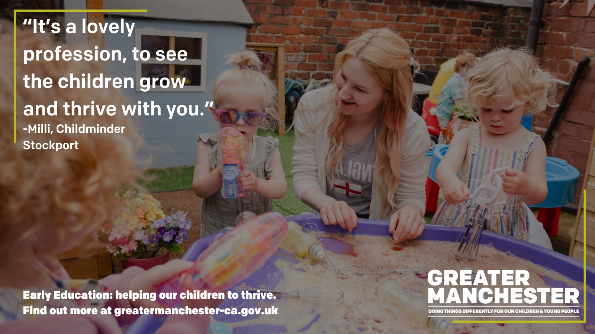 “It’s a lovely
profession, to see
the children grow
and thrive with you.”
-Milli, Childminder
Stockport
ENGL
Early Education: helping our children to thrive.
Find out more at greatermanchester-ca.gov.uk
GREATER
MANCHESTER
DOING THINGS DIFFERENTLY FOR OUR CHILDREN & YOUNG PEOPLE